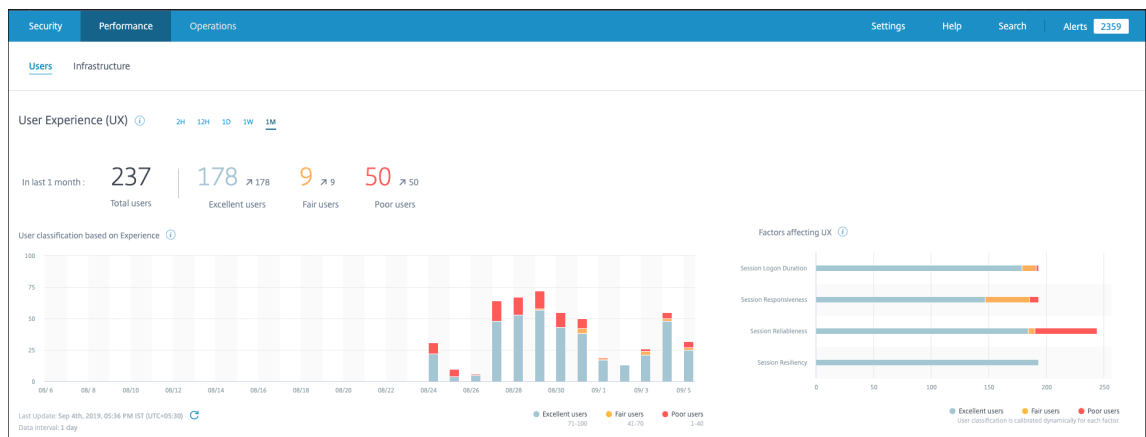 Security Performance Operations Settings Help Search Alerts 2359
Users Infrastructure
User Experience (UX) 2H 12H 1D 1W 1M
In last 1 month : 237 178 178 9 9 50 50
Total users Excellent users Fair users Poor users
User classification based on Experience
100
75
50
25
0
08/ 6 08/ 8 08/10 08/12 08/14 08/16 08/18 08/20 08/22 08/24 08/26 08/28 08/30 09/ 1 09/ 3 09/ 5
Last Update: Sep 4th, 2019, 05:36 PM IST (UTC+05:30)
Data interval: 1 day
Excellent users Fair users Poor users
71-100 41-70 1-40
Factors affecting UX
Session Logon Duration
Session Responsiveness
Session Reliableness
Session Resiliency
0 50 100 150 200 250
Excellent users Fair users Poor users
User classification is calibrated dynamically for each factor.